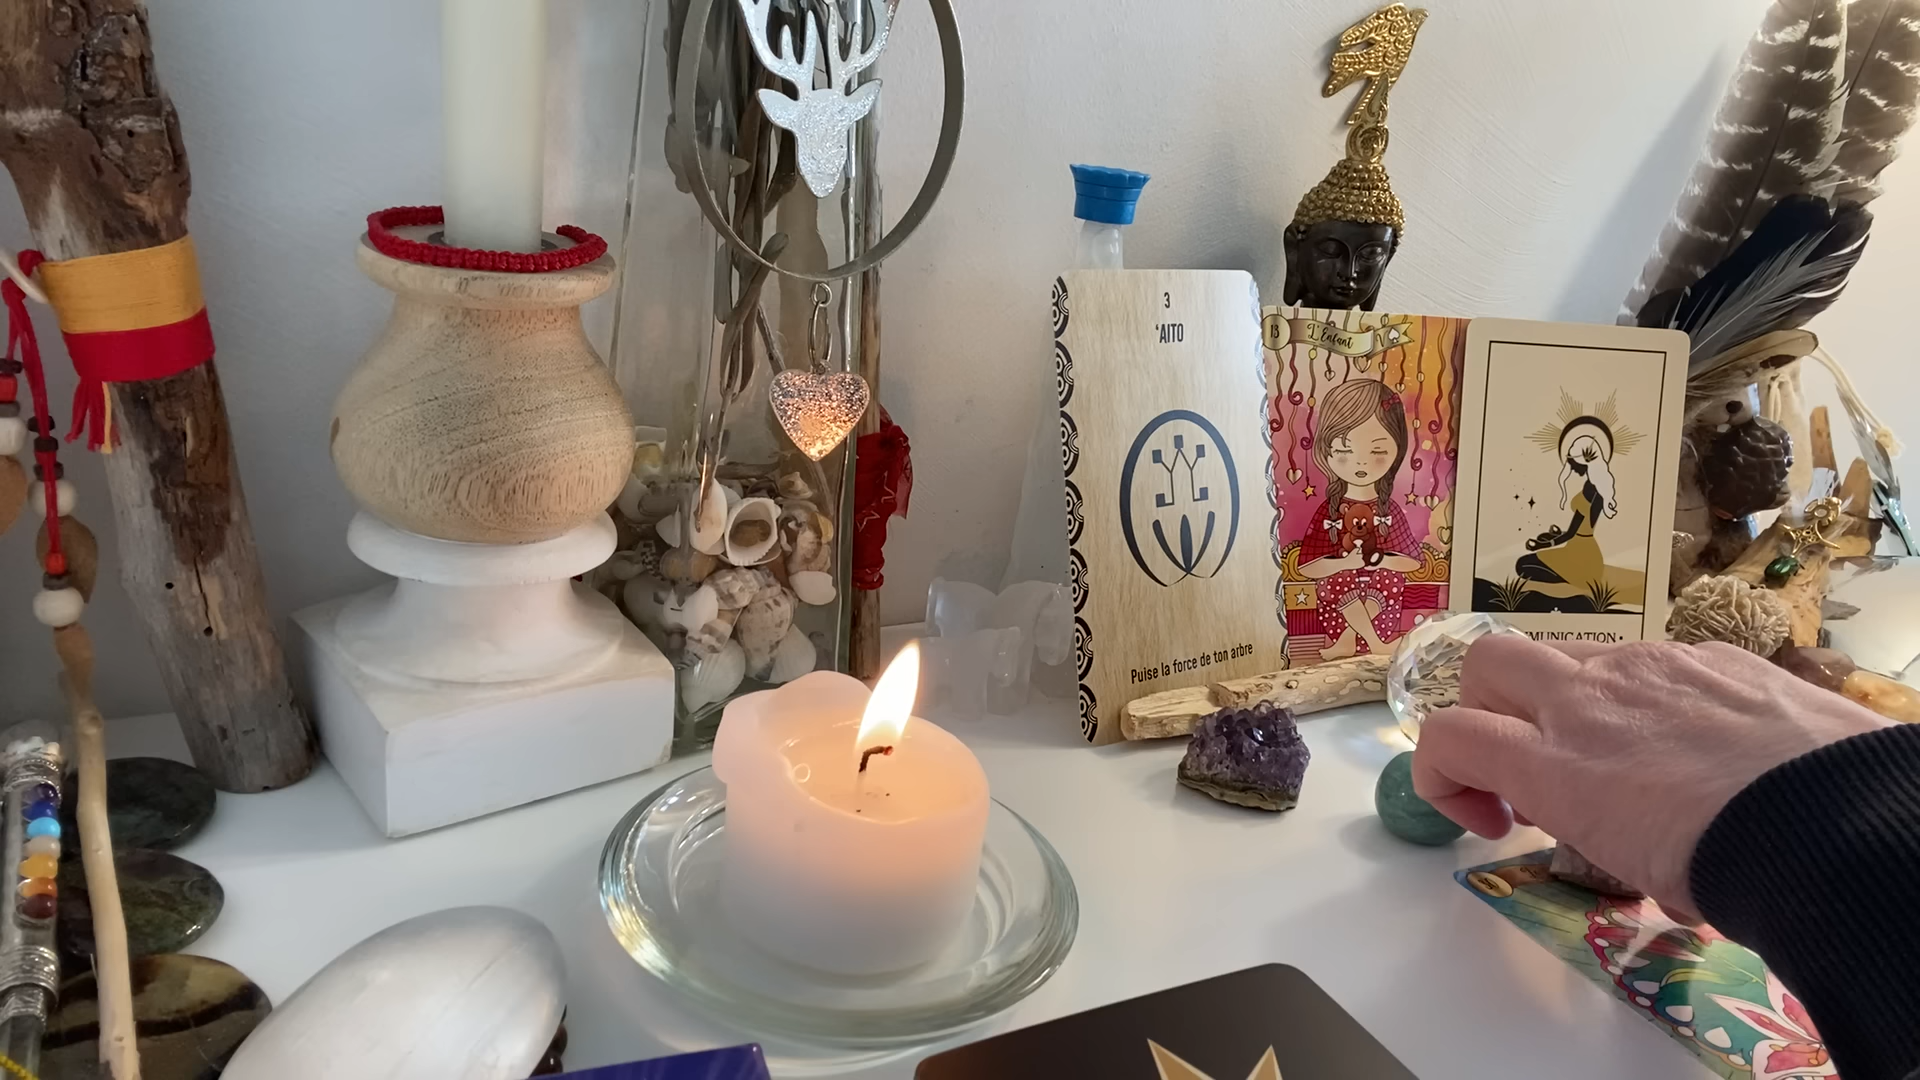 3
'AITO
Puise la force de ton arbre
13 L'Enfant V
MUNICATION •